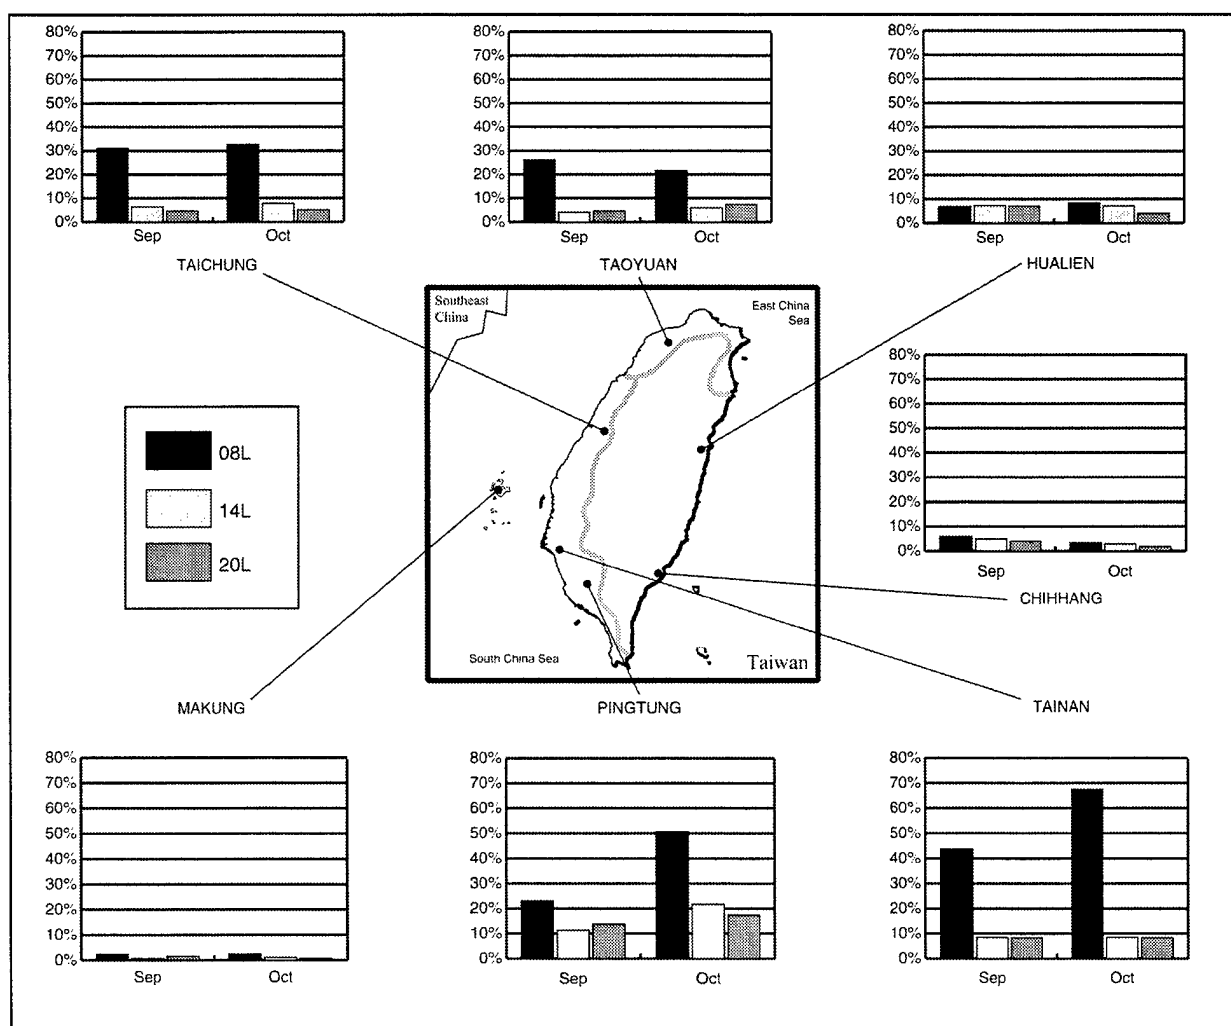 80%
70%
60%
50%
40%
30%
20%
10%
0%
Sep Oct
TAICHUNG
80%
70%
60%
50%
40%
30%
20%
10%
0%
Sep Oct
TAOYUAN
80%
70%
60%
50%
40%
30%
20%
10%
0%
Sep Oct
HUALIEN
Southeast
China
East China
Sea
South China Sea
Taiwan
08L
14L
20L
80%
70%
60%
50%
40%
30%
20%
10%
0%
Sep Oct
CHIHHANG
MAKUNG
80%
70%
60%
50%
40%
30%
20%
10%
0%
Sep Oct
PINGTUNG
80%
70%
60%
50%
40%
30%
20%
10%
0%
Sep Oct
TAINAN
80%
70%
60%
50%
40%
30%
20%
10%
0%
Sep Oct